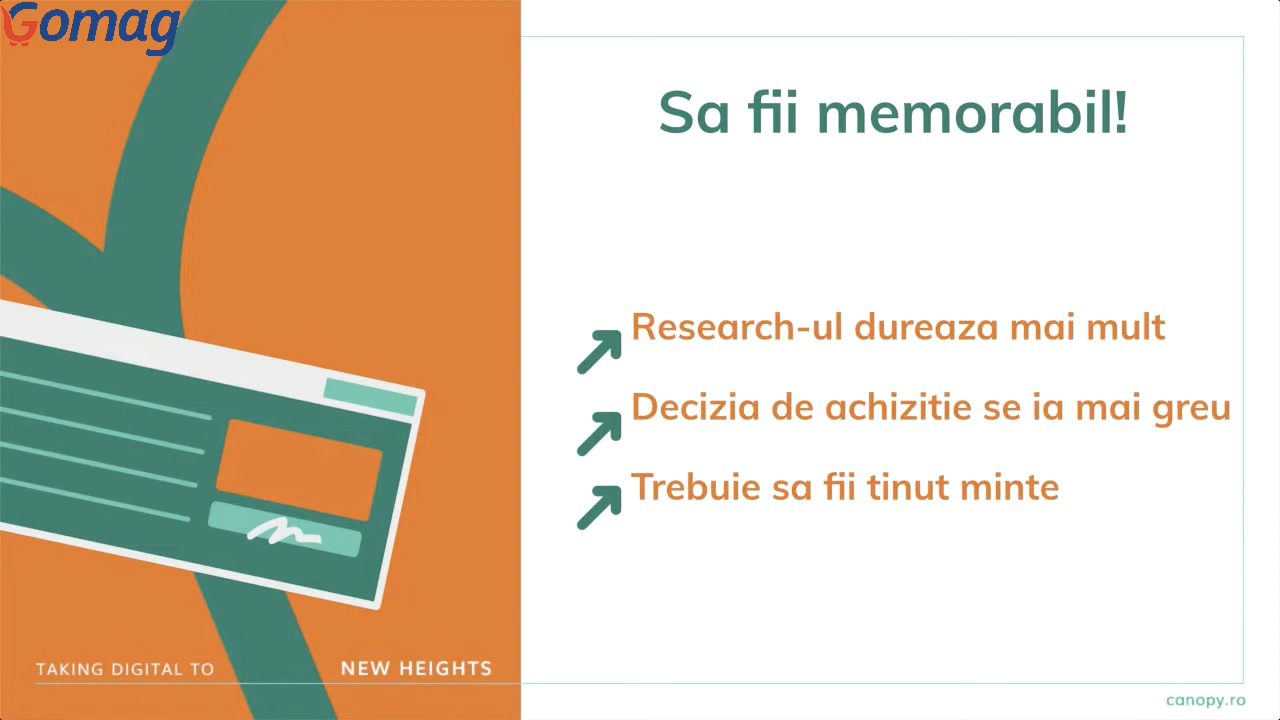 Gomag
Sa fii memorabil!
Research-ul dureaza mai mult
Decizia de achizitie se ia mai greu
Trebuie sa fii tinut minte
TAKING DIGITAL TO NEW HEIGHTS
canopy.ro